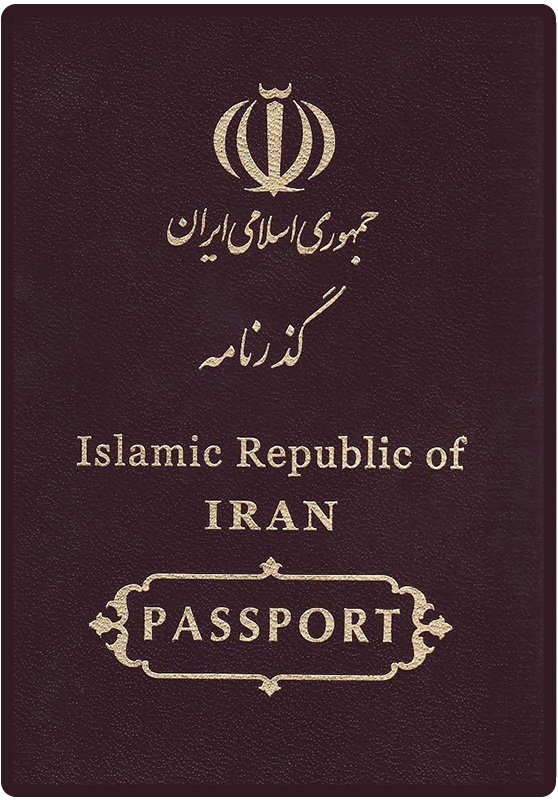 جمهوری اسلامی ایران
گذرنامه
Islamic Republic of
IRAN
PASSPORT